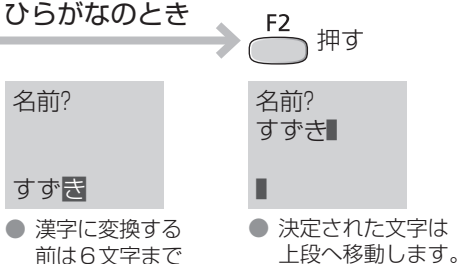 ひらがなのとき
F2
押す
名前?
すずき
名前?
すずき
● 漢字に変換する
前は6文字まで
● 決定された文字は
上段へ移動します。